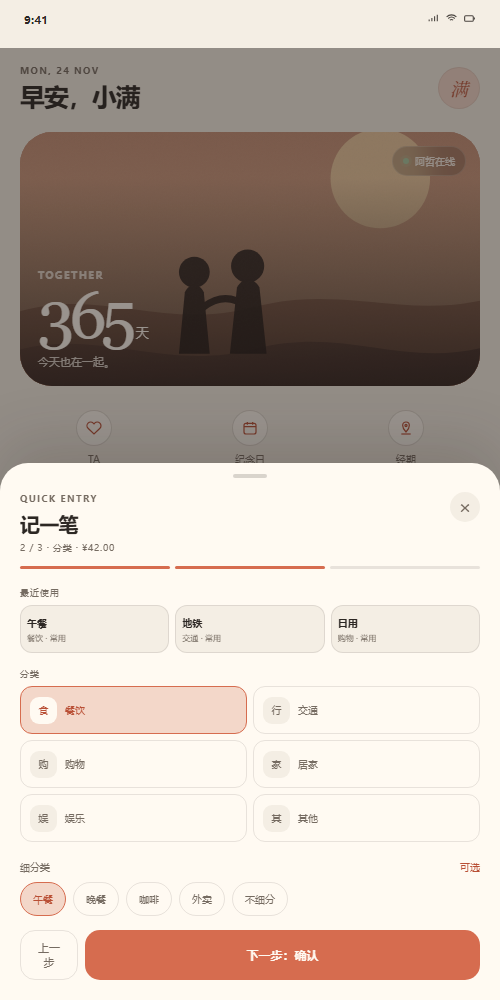 9:41
MON, 24 NOV
早安，小满
满
阿哲在线
TOGETHER
365天
今天也在一起。
TA
纪念日
经期
QUICK ENTRY
记一笔
2 / 3 · 分类 · ¥42.00
最近使用
午餐
餐饮 · 常用
地铁
交通 · 常用
日用
购物 · 常用
分类
食 餐饮
行 交通
购 购物
家 居家
娱 娱乐
其 其他
细分类
可选
午餐
晚餐
咖啡
外卖
不细分
上一步
下一步：确认